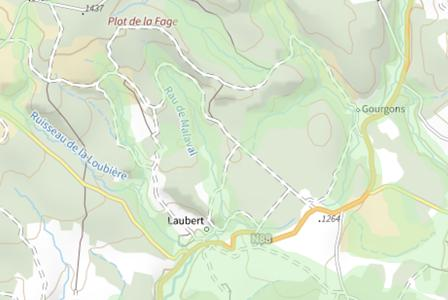 1437
Plot de la Fage
Gourgons
Rau de Malaval
Ruisseau de la Loubière
Laubert
1264
N88